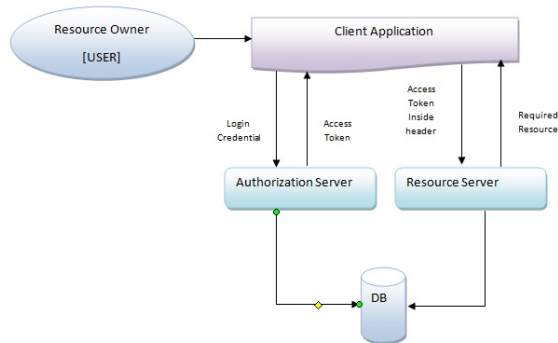 Resource Owner
[USER]
Client Application
Login
Credential
Access
Token
Access
Token
Inside
header
Required
Resource
Authorization Server
Resource Server
DB